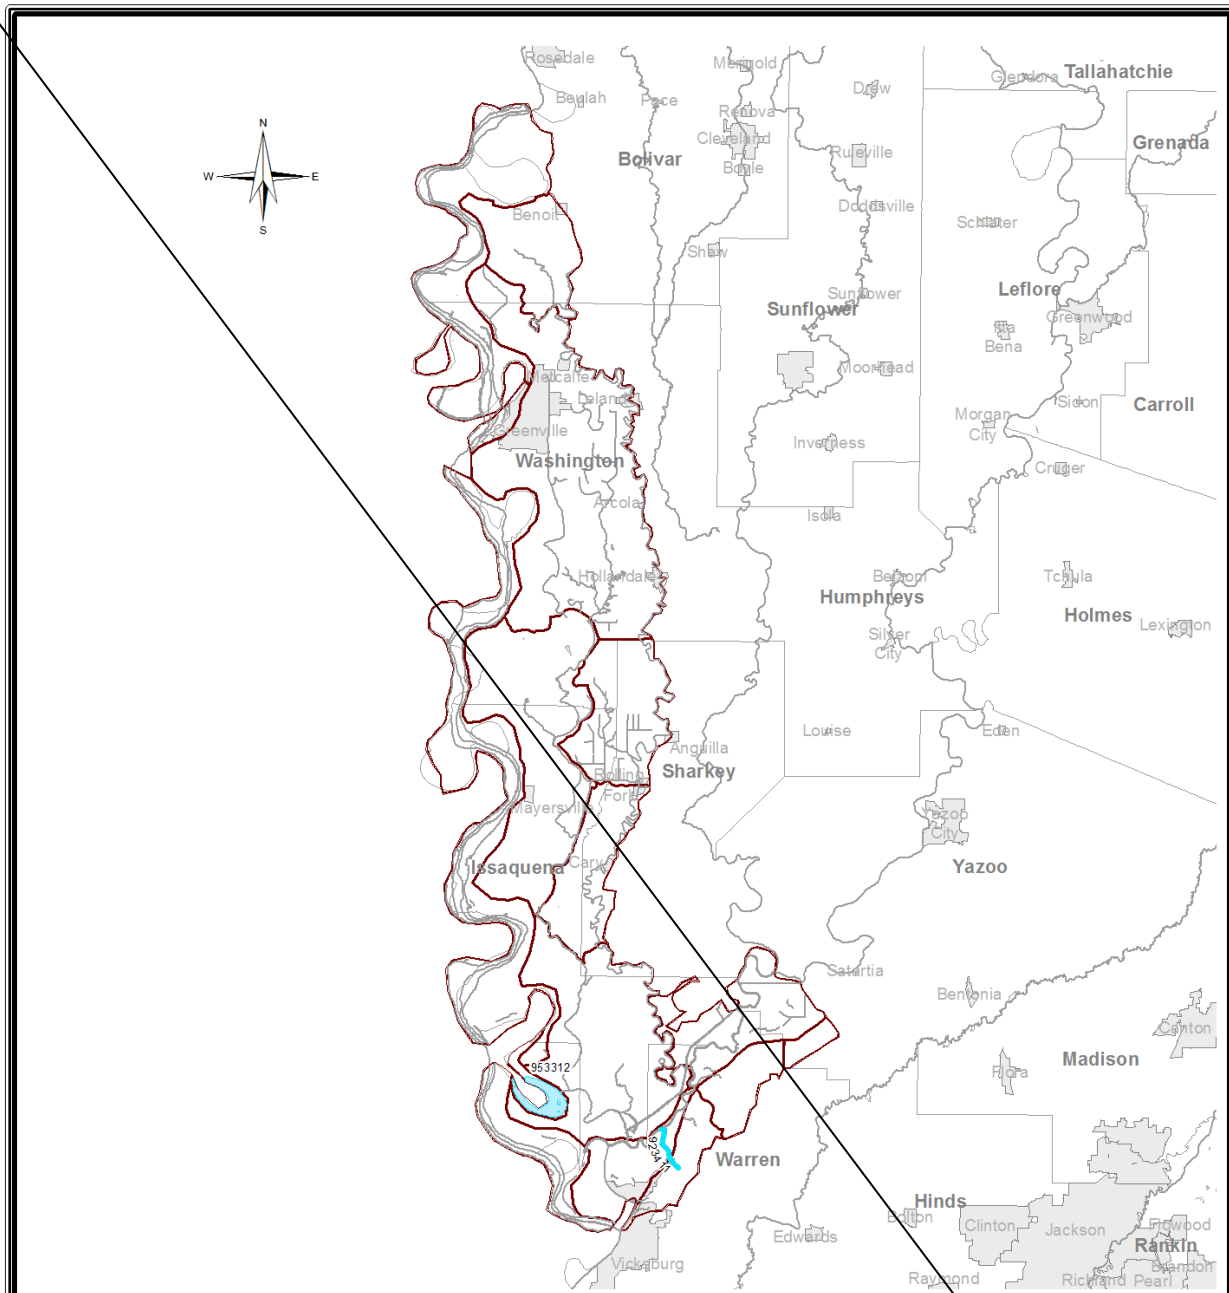 Rosedale
Merigold
Glendora
Tallahatchie
Drew
Beulah
Pace
Renova
N
Cleveland
Ruleville
Grenada
Bolivar
Boyle
W
E
S
Benoit
Doddsville
Schlater
Shaw
Sunflower
Leflore
Sunflower
Greenwood
Itta
Bena
Metcalfe
Moorhead
Leland
Sidon
Carroll
Morgan
City
Greenville
Inverness
Washington
Cruger
Arcola
Isola
Hollandale
Belzoni
Tchula
Humphreys
Holmes
Lexington
Silver
City
Louise
Eden
Anguilla
Sharkey
Rolling
Fork
Mayersville
Yazoo
City
Issaquena
Cary
Yazoo
Satartia
Bentonia
Canton
Madison
Flora
953312
Warren
Hinds
Bolton
Clinton
Jackson
Flowood
Edwards
Rankin
Vicksburg
Brandon
Raymond
Richland
Pearl